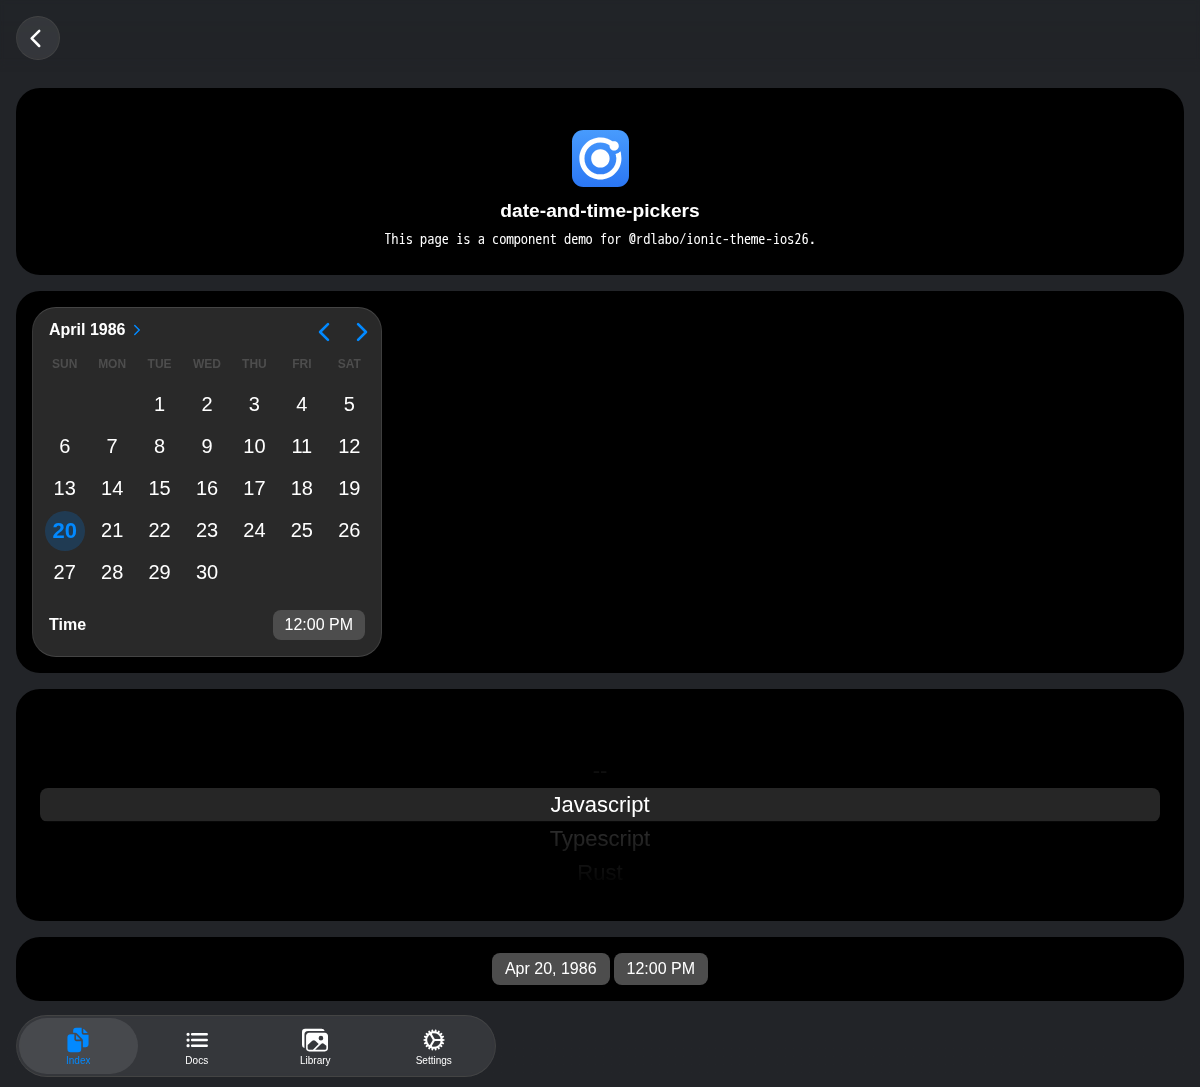 date-and-time-pickers
This page is a component demo for @rdlabo/ionic-theme-ios26.
April 1986
SUN MON TUE WED THU FRI SAT
1 2 3 4 5
6 7 8 9 10 11 12
13 14 15 16 17 18 19
20 21 22 23 24 25 26
27 28 29 30
Time 12:00 PM
--
Javascript
Typescript
Rust
Apr 20, 1986 12:00 PM
Index Docs Library Settings